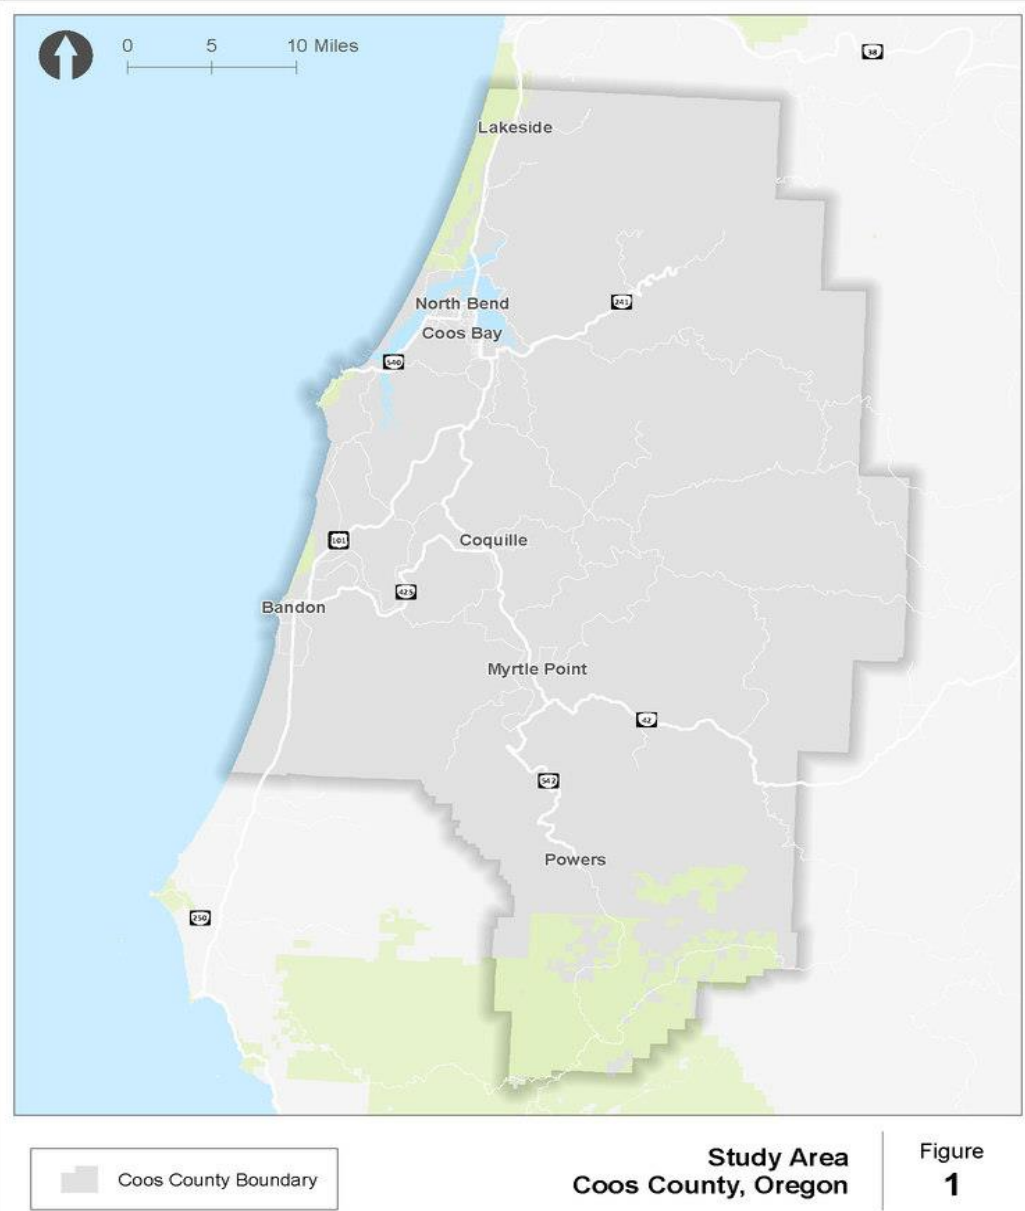 0 5 10 Miles
38
Lakeside
241
North Bend
Coos Bay
540
101
Coquille
425
Bandon
Myrtle Point
42
542
Powers
250
Coos County Boundary
Study Area
Coos County, Oregon
Figure
1